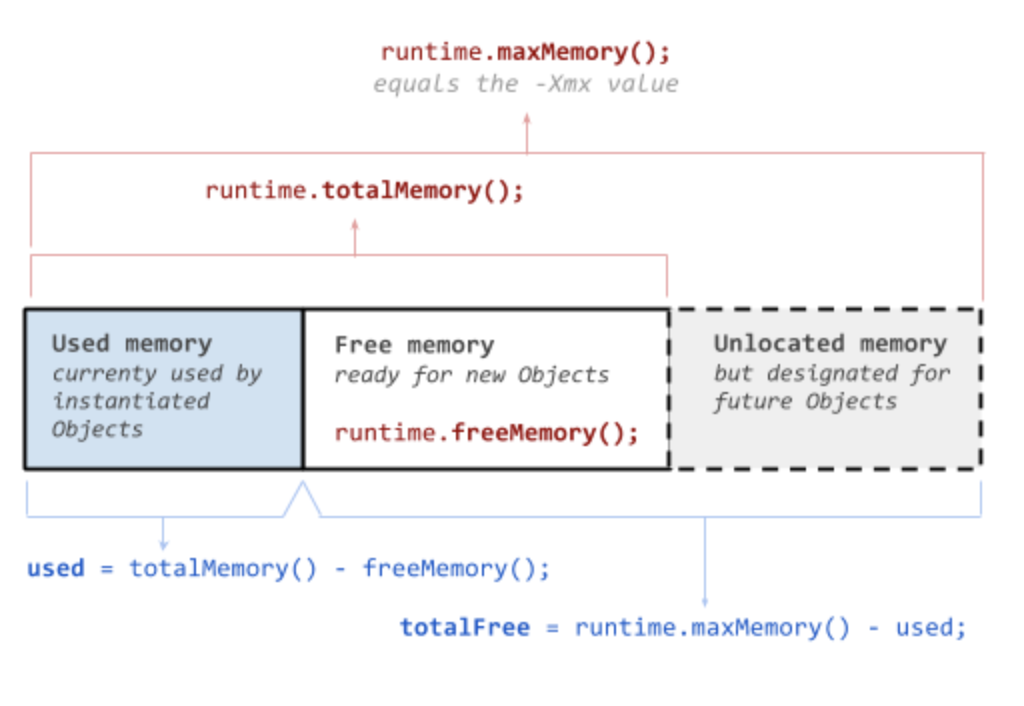 runtime.maxMemory();
equals the -Xmx value
runtime.totalMemory();
Used memory
currenty used by
instantiated
Objects
Free memory
ready for new Objects
runtime.freeMemory();
Unlocated memory
but designated for
future Objects
used = totalMemory() - freeMemory();
totalFree = runtime.maxMemory() - used;